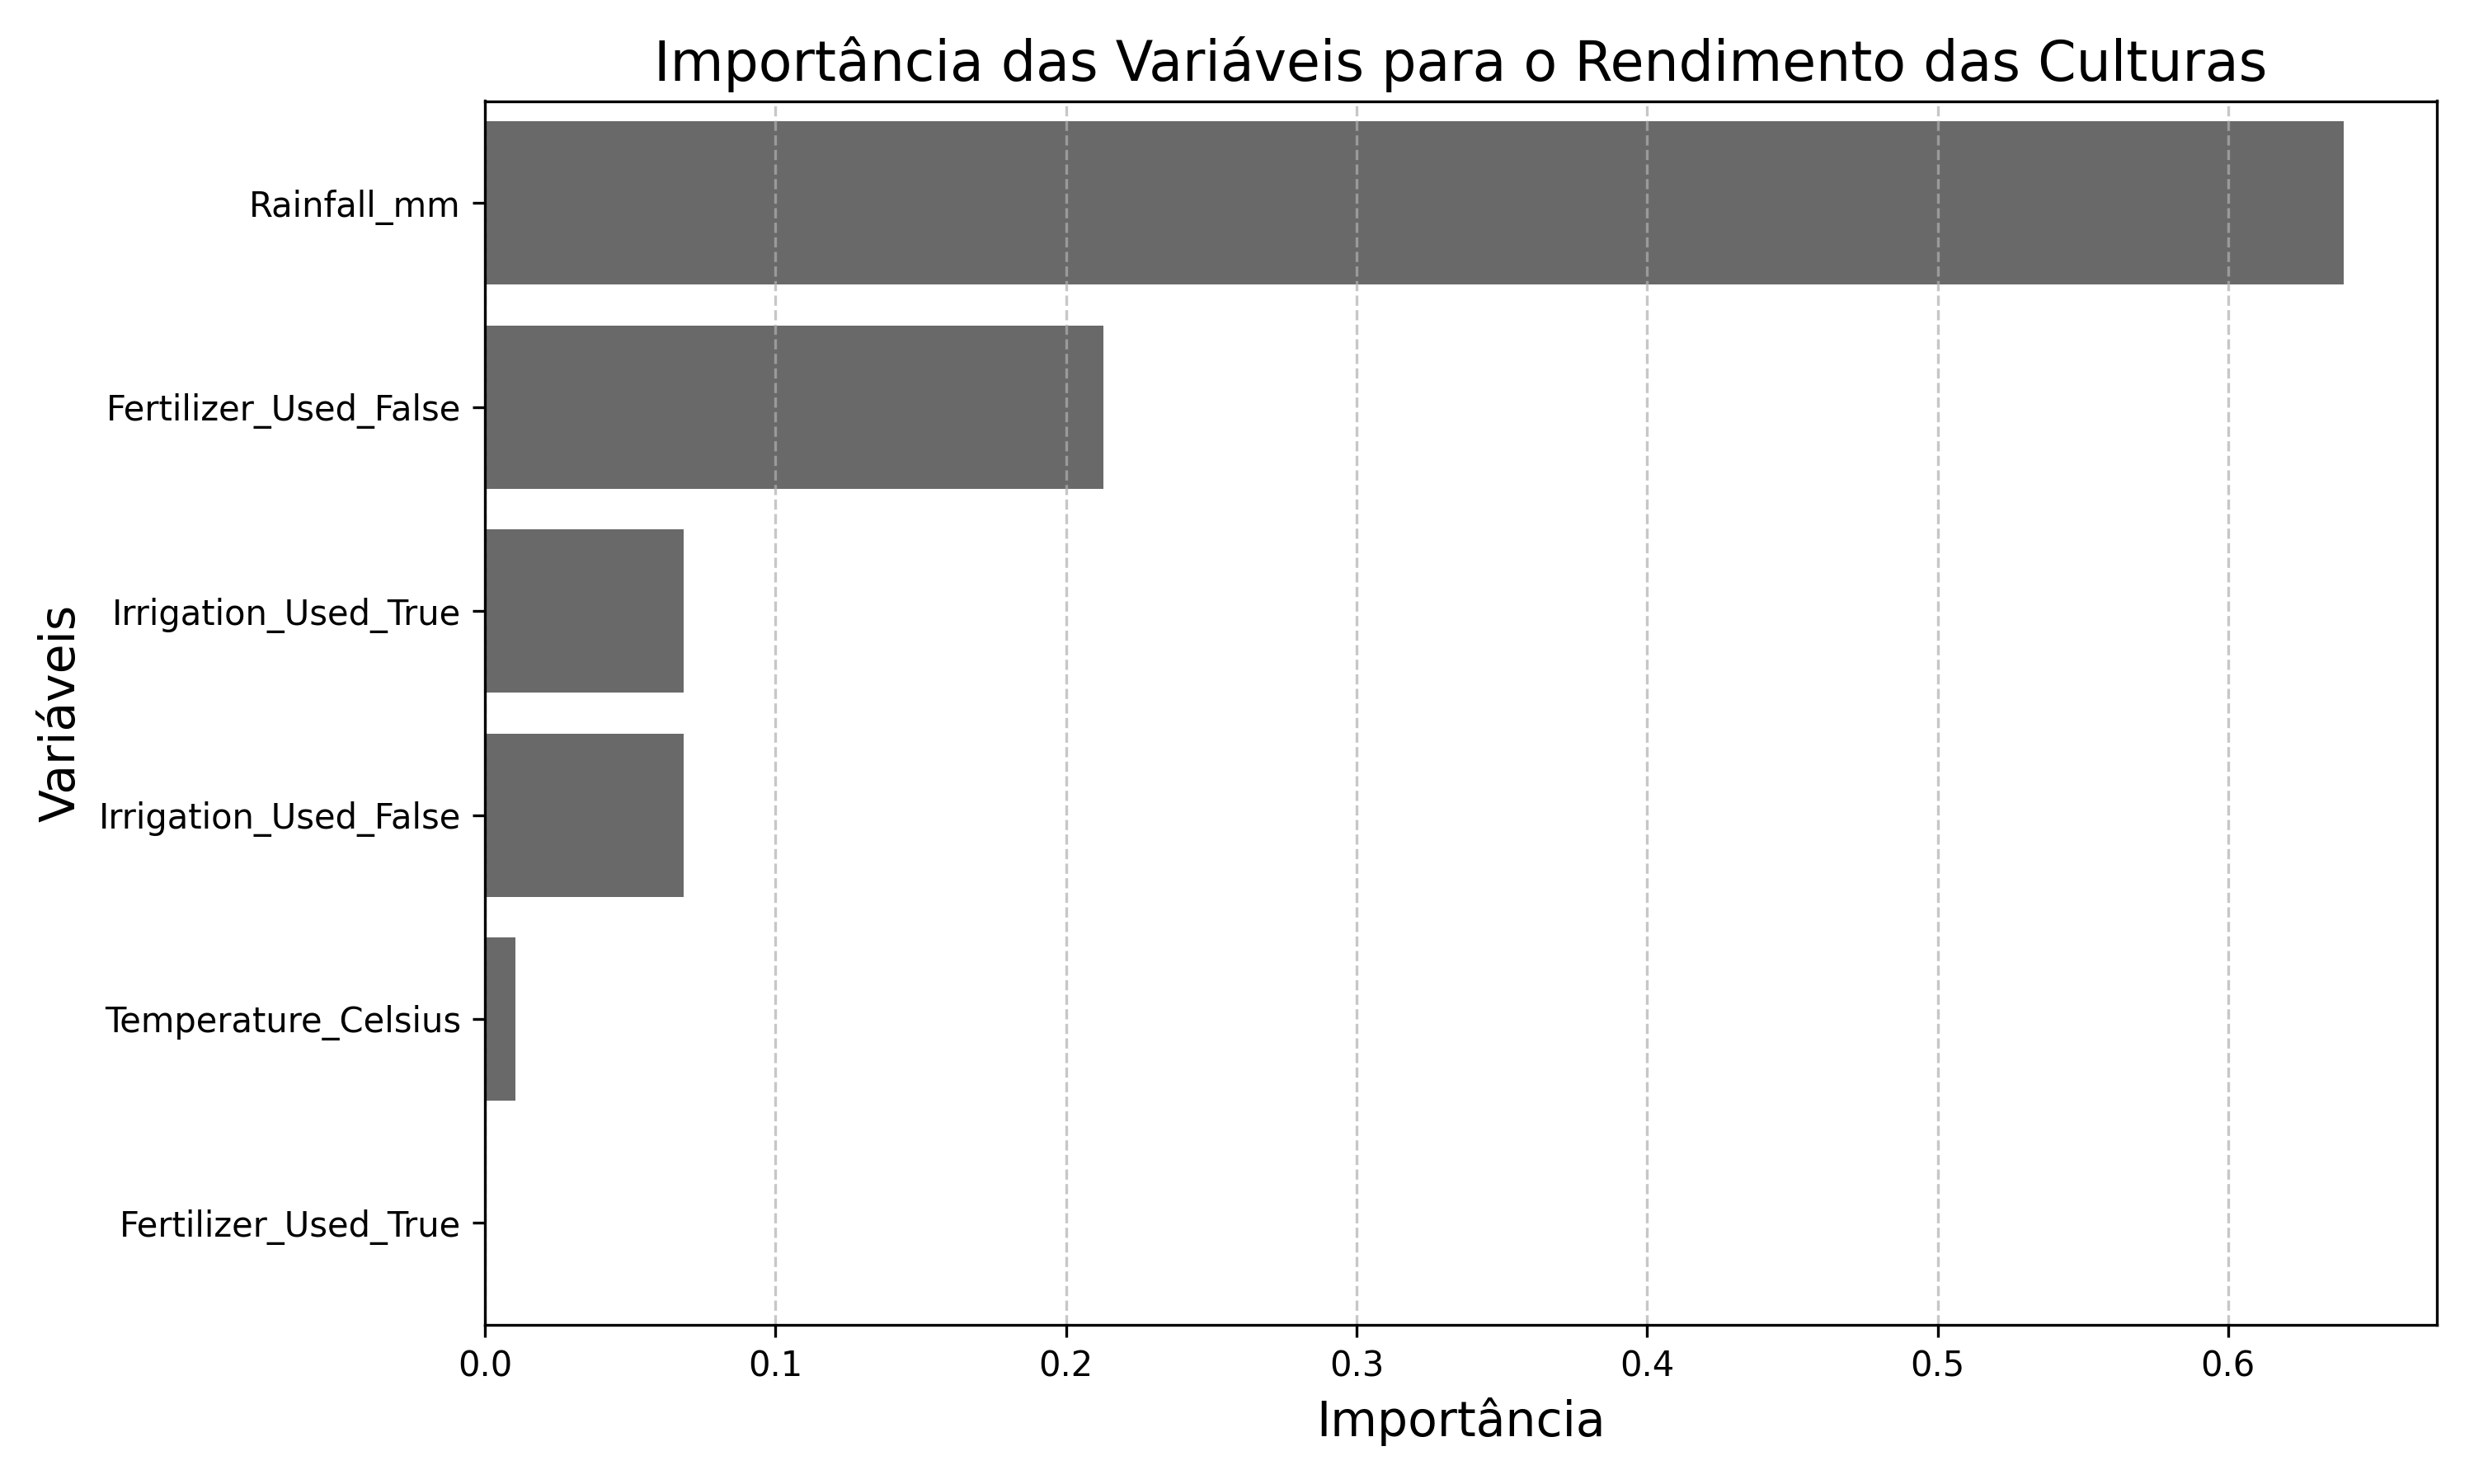 Importância das Variáveis para o Rendimento das Culturas
Rainfall_mm
Fertilizer_Used_False
Irrigation_Used_True
Irrigation_Used_False
Temperature_Celsius
Fertilizer_Used_True
Variáveis
0.0 0.1 0.2 0.3 0.4 0.5 0.6
Importância